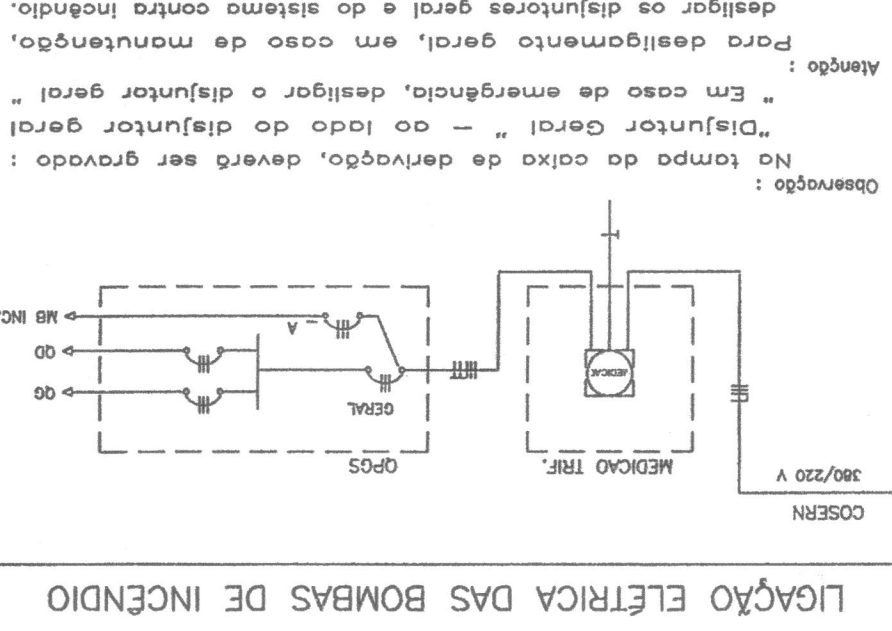 LIGAÇÃO ELÉTRICA DAS BOMBAS DE INCÊNDIO
COSERN
380/220 V
MEDICAO TRIF.
QPGS
GERAL
QG
QD
A
MB INC.
Observação :
Na tampa da caixa de derivação, deverá ser gravado :
"Disjuntor Geral " — ao lado do disjuntor geral
" Em caso de emergência, desligar o disjuntor geral "
Atenção :
Para desligamento geral, em caso de manutenção,
desligar os disjuntores geral e do sistema contra incêndio.